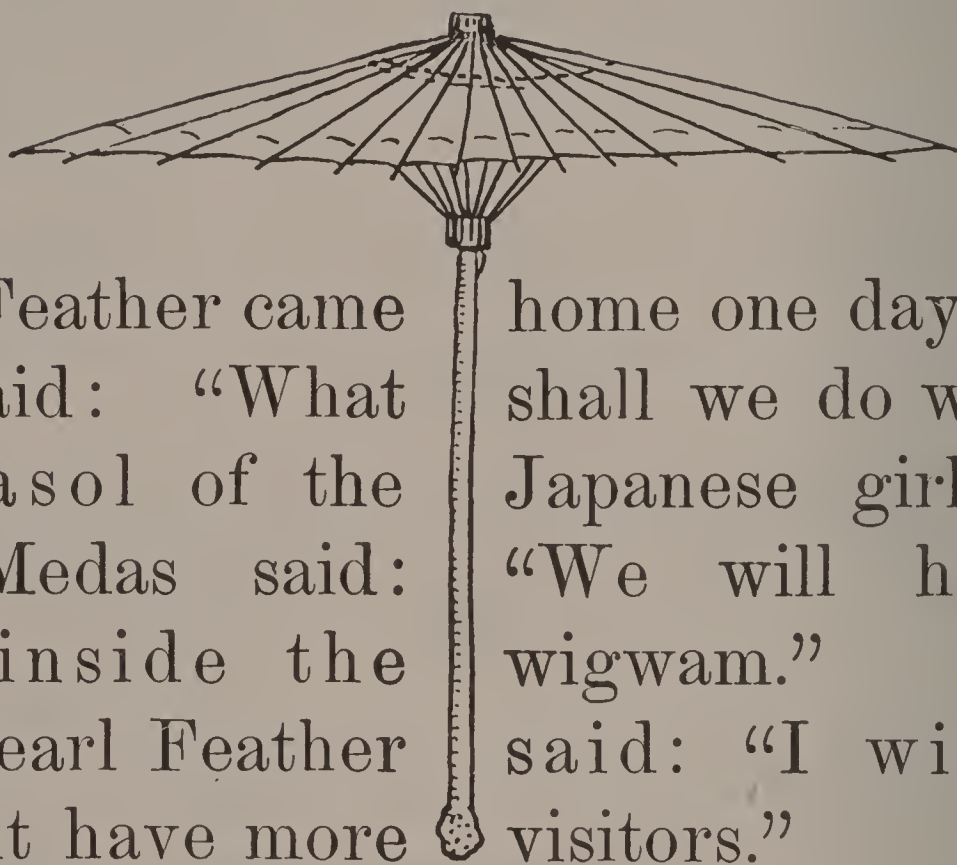 Feather came home one day
aid: “What shall we do w
asol of the Japanese girl
Medas said: “We will h
inside the wigwam.”
earl Feather said: “I wi
t have more visitors.”